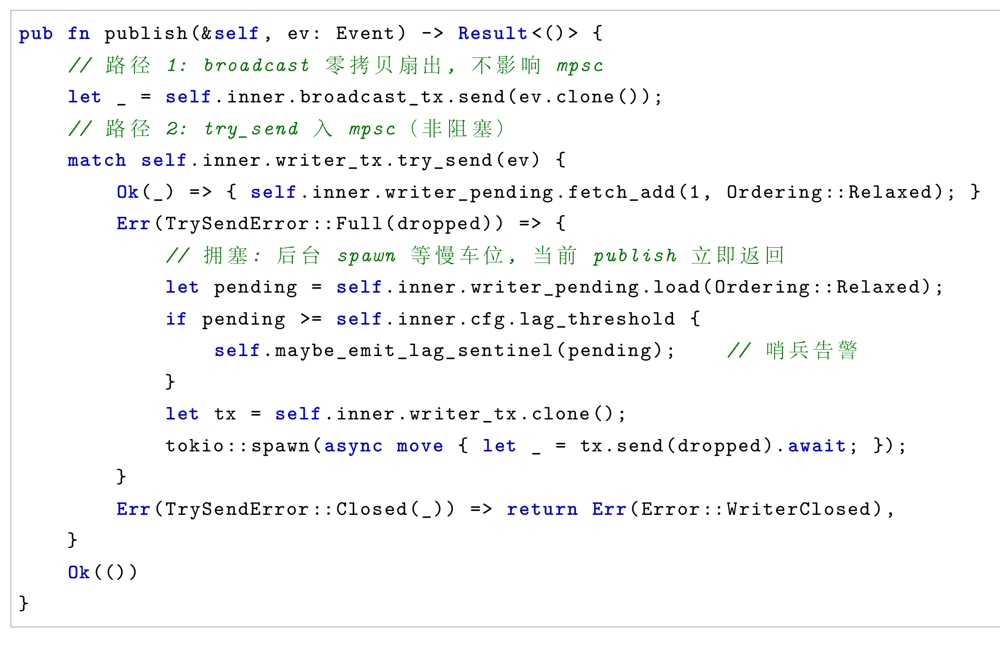 pub fn publish(&self, ev: Event) -> Result<()> {
    // 路径 1: broadcast 零拷贝扇出, 不影响 mpsc
    let _ = self.inner.broadcast_tx.send(ev.clone());
    // 路径 2: try_send 入 mpsc（非阻塞）
    match self.inner.writer_tx.try_send(ev) {
        Ok(_) => { self.inner.writer_pending.fetch_add(1, Ordering::Relaxed); }
        Err(TrySendError::Full(dropped)) => {
            // 拥塞: 后台 spawn 等慢车位, 当前 publish 立即返回
            let pending = self.inner.writer_pending.load(Ordering::Relaxed);
            if pending >= self.inner.cfg.lag_threshold {
                self.maybe_emit_lag_sentinel(pending);    // 哨兵告警
            }
            let tx = self.inner.writer_tx.clone();
            tokio::spawn(async move { let _ = tx.send(dropped).await; });
        }
        Err(TrySendError::Closed(_)) => return Err(Error::WriterClosed),
    }
    Ok(())
}